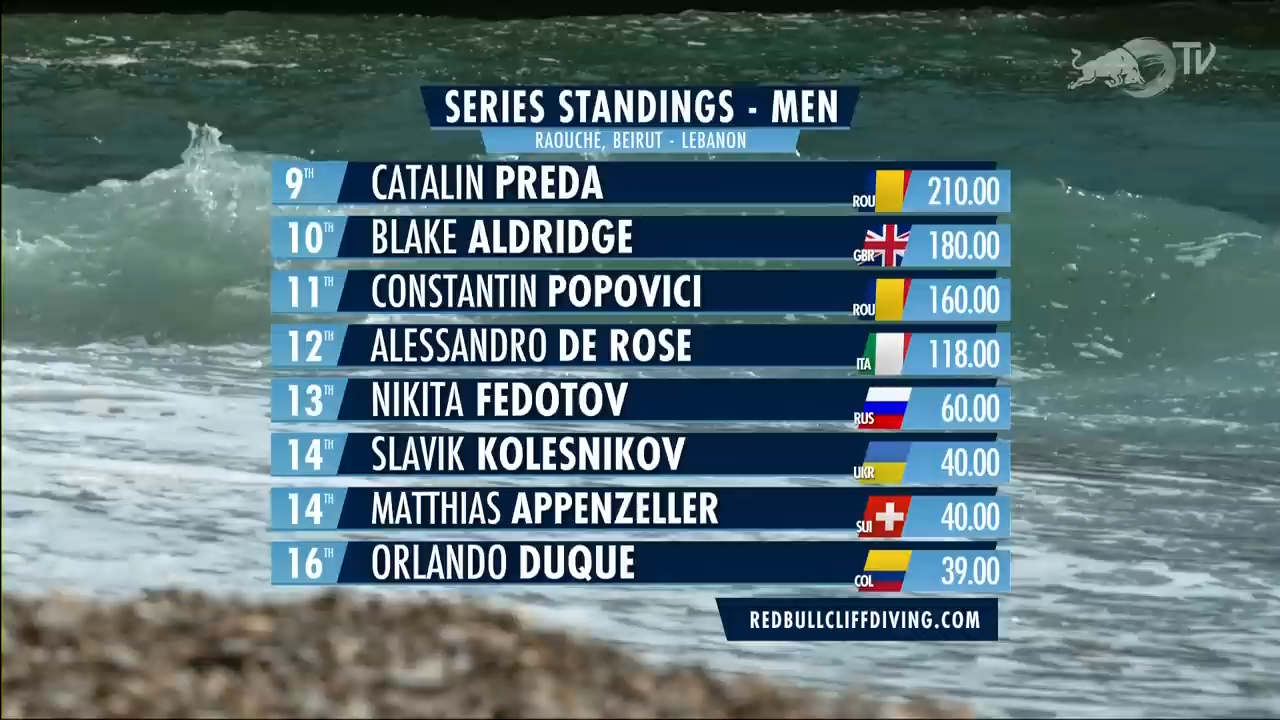 TV
SERIES STANDINGS - MEN
RAOUCHE, BEIRUT - LEBANON
9TH CATALIN PREDA ROU 210.00
10TH BLAKE ALDRIDGE GBR 180.00
11TH CONSTANTIN POPOVICI ROU 160.00
12TH ALESSANDRO DE ROSE ITA 118.00
13TH NIKITA FEDOTOV RUS 60.00
14TH SLAVIK KOLESNIKOV UKR 40.00
14TH MATTHIAS APPENZELLER SUI 40.00
16TH ORLANDO DUQUE COL 39.00
REDBULLCLIFFDIVING.COM